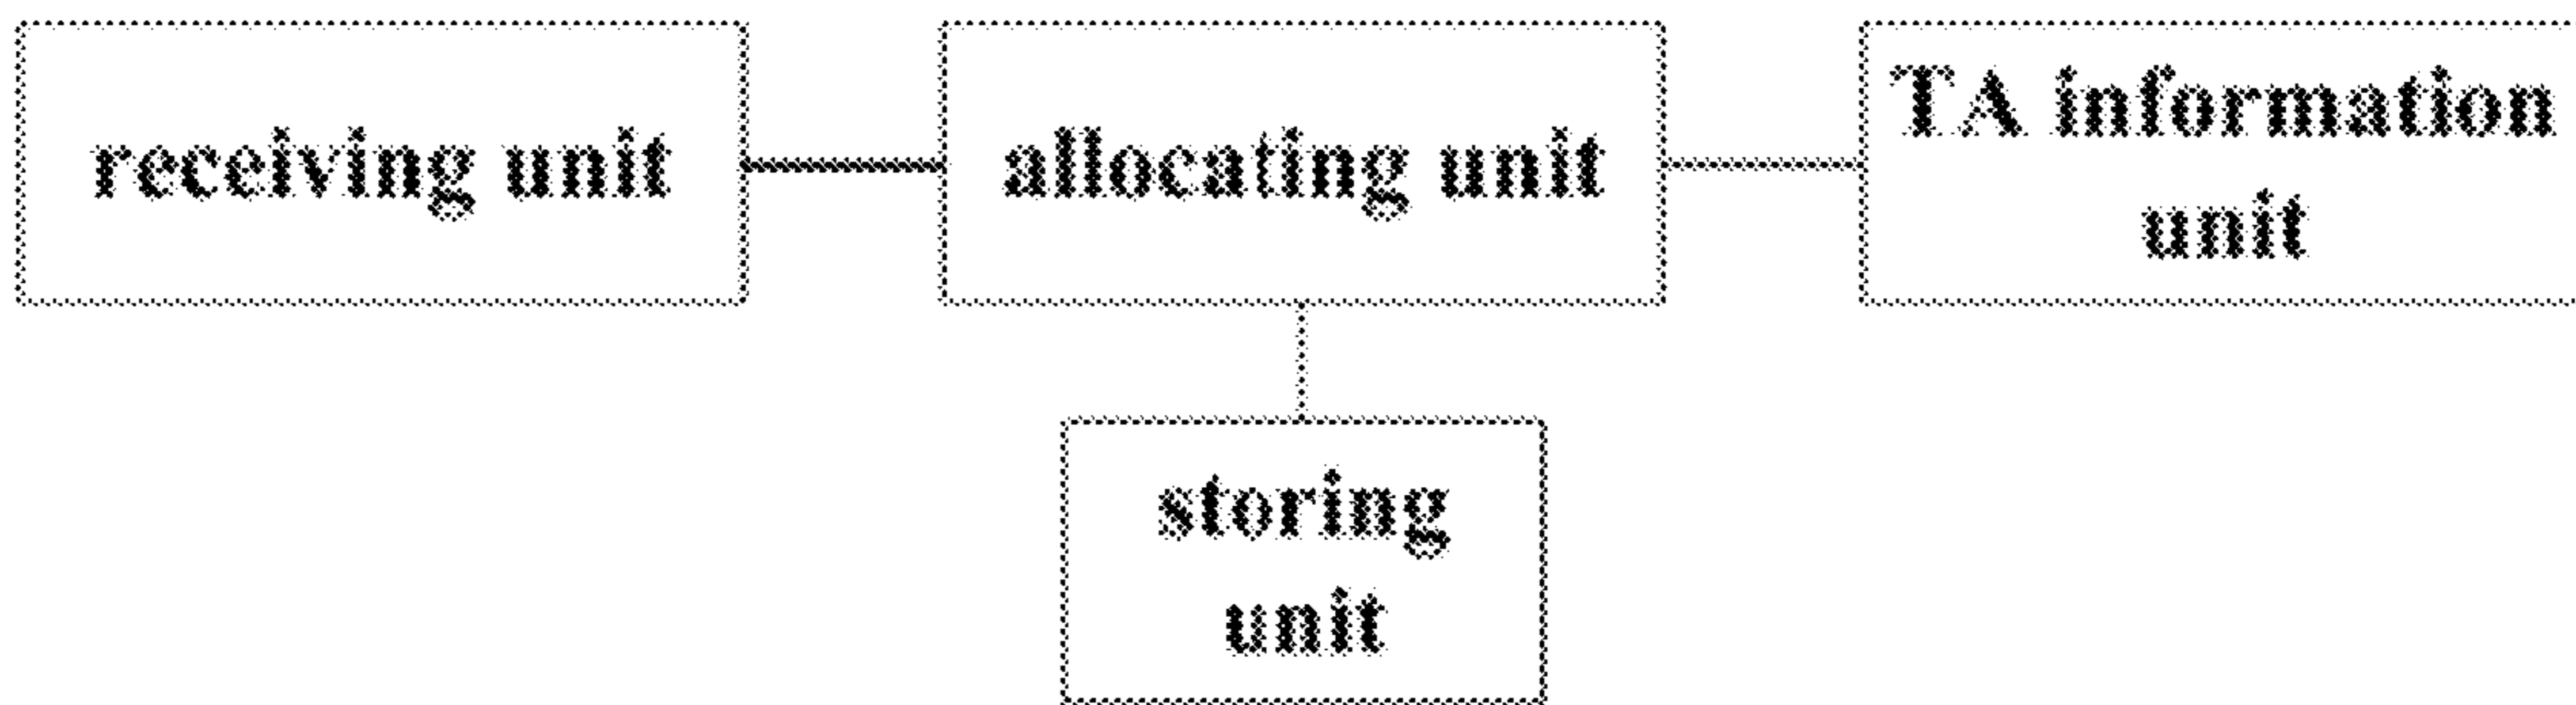 receiving unit
allocating unit
TA information
unit
storing
unit